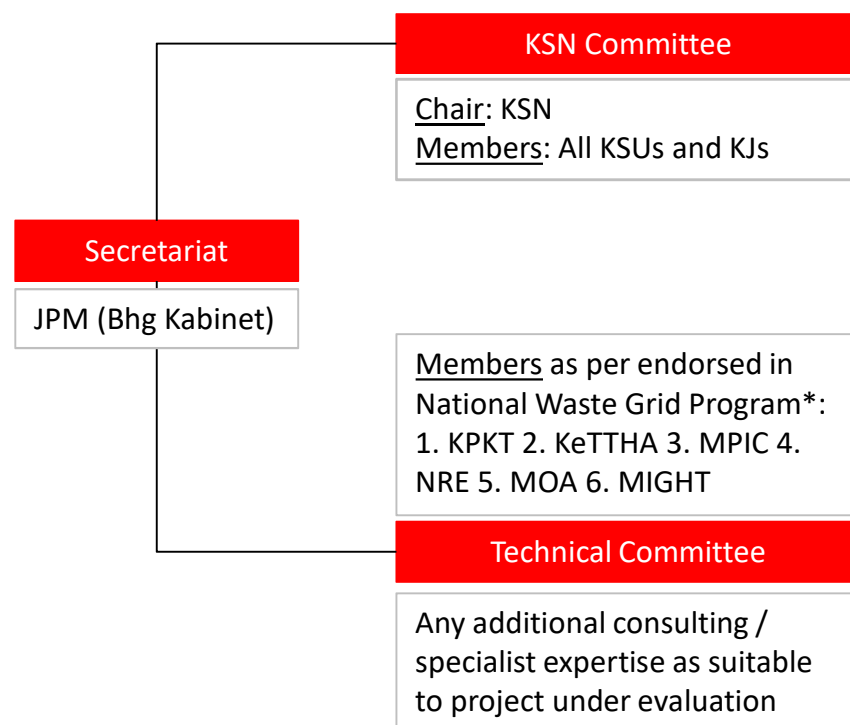 KSN Committee
Chair: KSN
Members: All KSUs and KJs
Secretariat
JPM (Bhg Kabinet)
Members as per endorsed in
National Waste Grid Program*:
1. KPKT 2. KeTTHA 3. MPIC 4.
NRE 5. MOA 6. MIGHT
Technical Committee
Any additional consulting /
specialist expertise as suitable
to project under evaluation